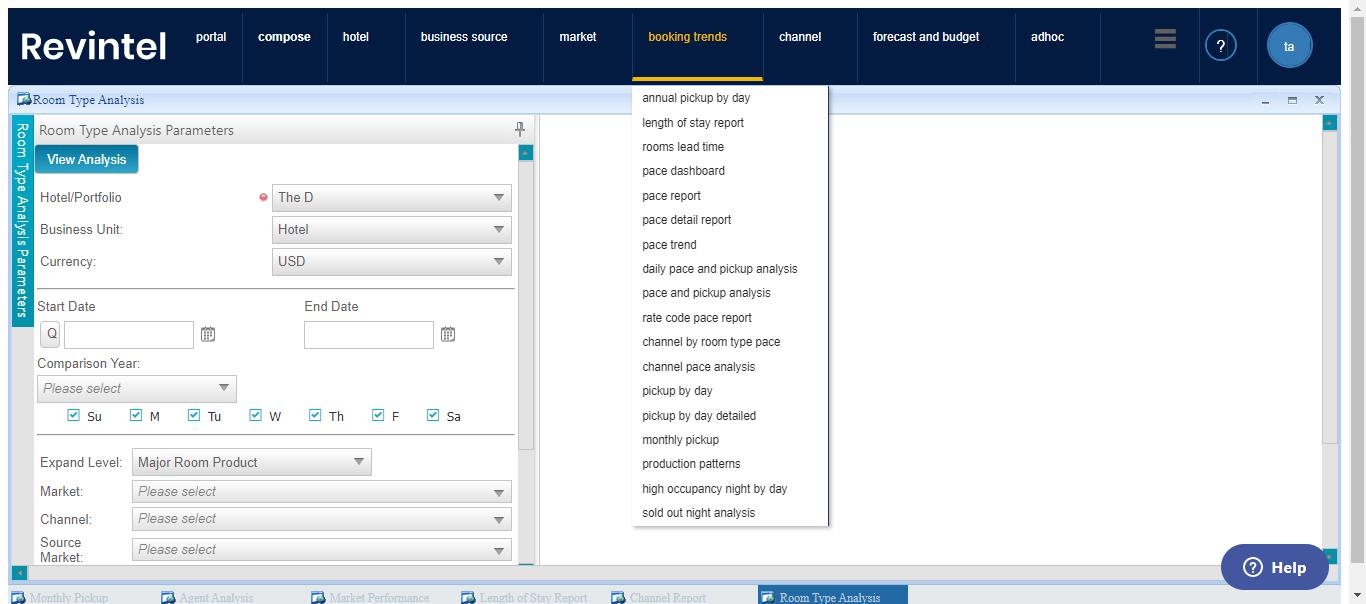 Revintel
portal
compose
hotel
business source
market
booking trends
channel
forecast and budget
adhoc
?
ta
Room Type Analysis
Room Type Analysis Parameters
Room Type Analysis Parameters
View Analysis
Hotel/Portfolio
The D
Business Unit:
Hotel
Currency:
USD
Start Date
End Date
Q
Comparison Year:
Please select
Su
M
Tu
W
Th
F
Sa
Expand Level:
Major Room Product
Market:
Please select
Channel:
Please select
Source
Market:
Please select
annual pickup by day
length of stay report
rooms lead time
pace dashboard
pace report
pace detail report
pace trend
daily pace and pickup analysis
pace and pickup analysis
rate code pace report
channel by room type pace
channel pace analysis
pickup by day
pickup by day detailed
monthly pickup
production patterns
high occupancy night by day
sold out night analysis
? Help
Monthly Pickup
Agent Analysis
Market Performance
Length of Stay Report
Channel Report
Room Type Analysis